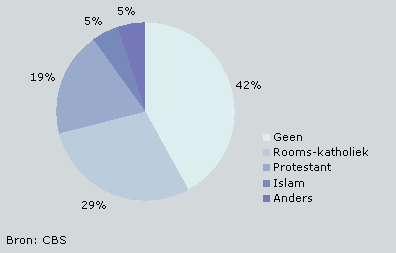 5%
5%
19%
42%
29%
Geen
Rooms-katholiek
Protestant
Islam
Anders
Bron: CBS